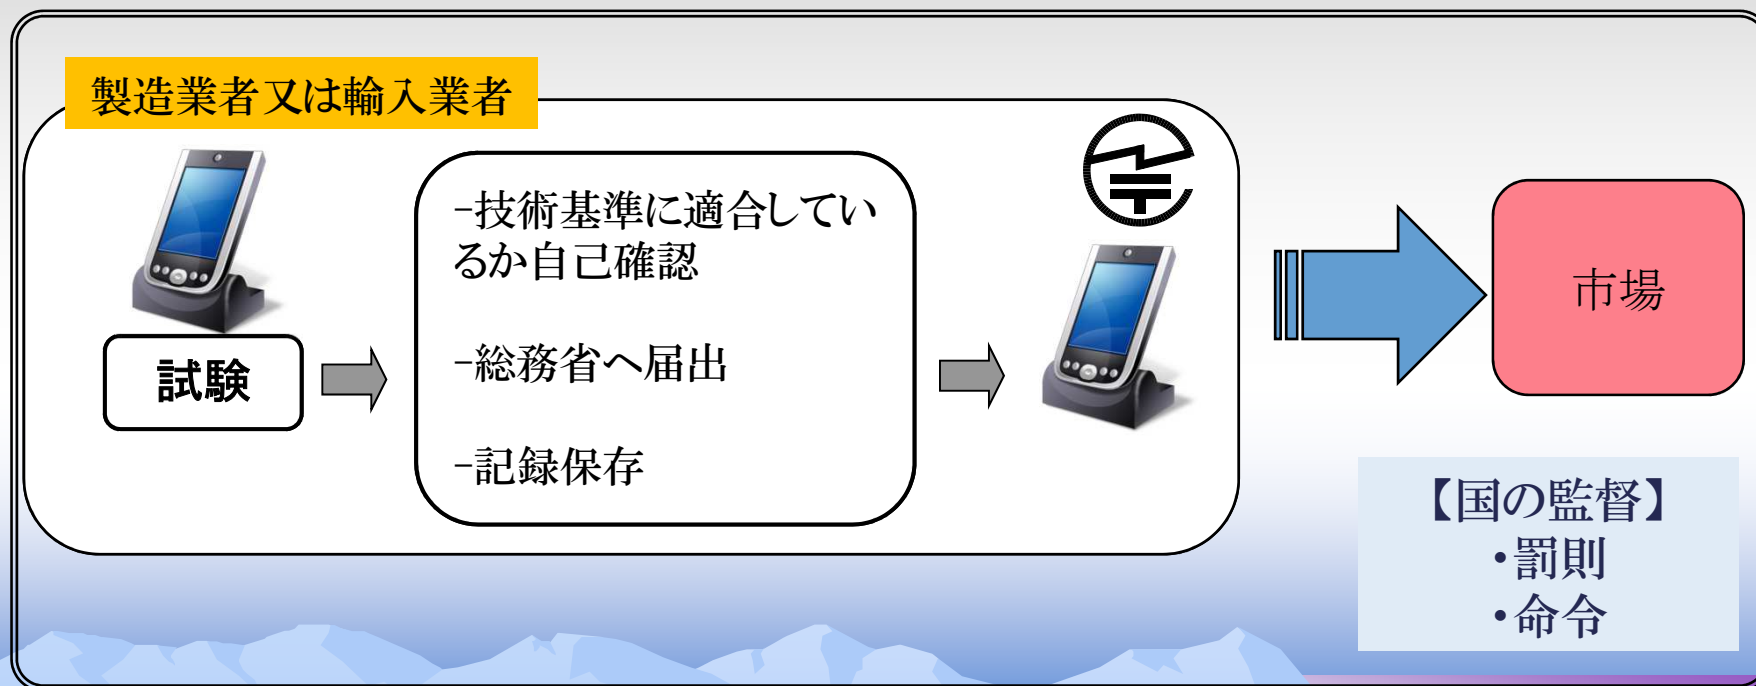 製造業者又は輸入業者
試験
-技術基準に適合してい
るか自己確認
-総務省へ届出
-記録保存
市場
【国の監督】
・罰則
・命令